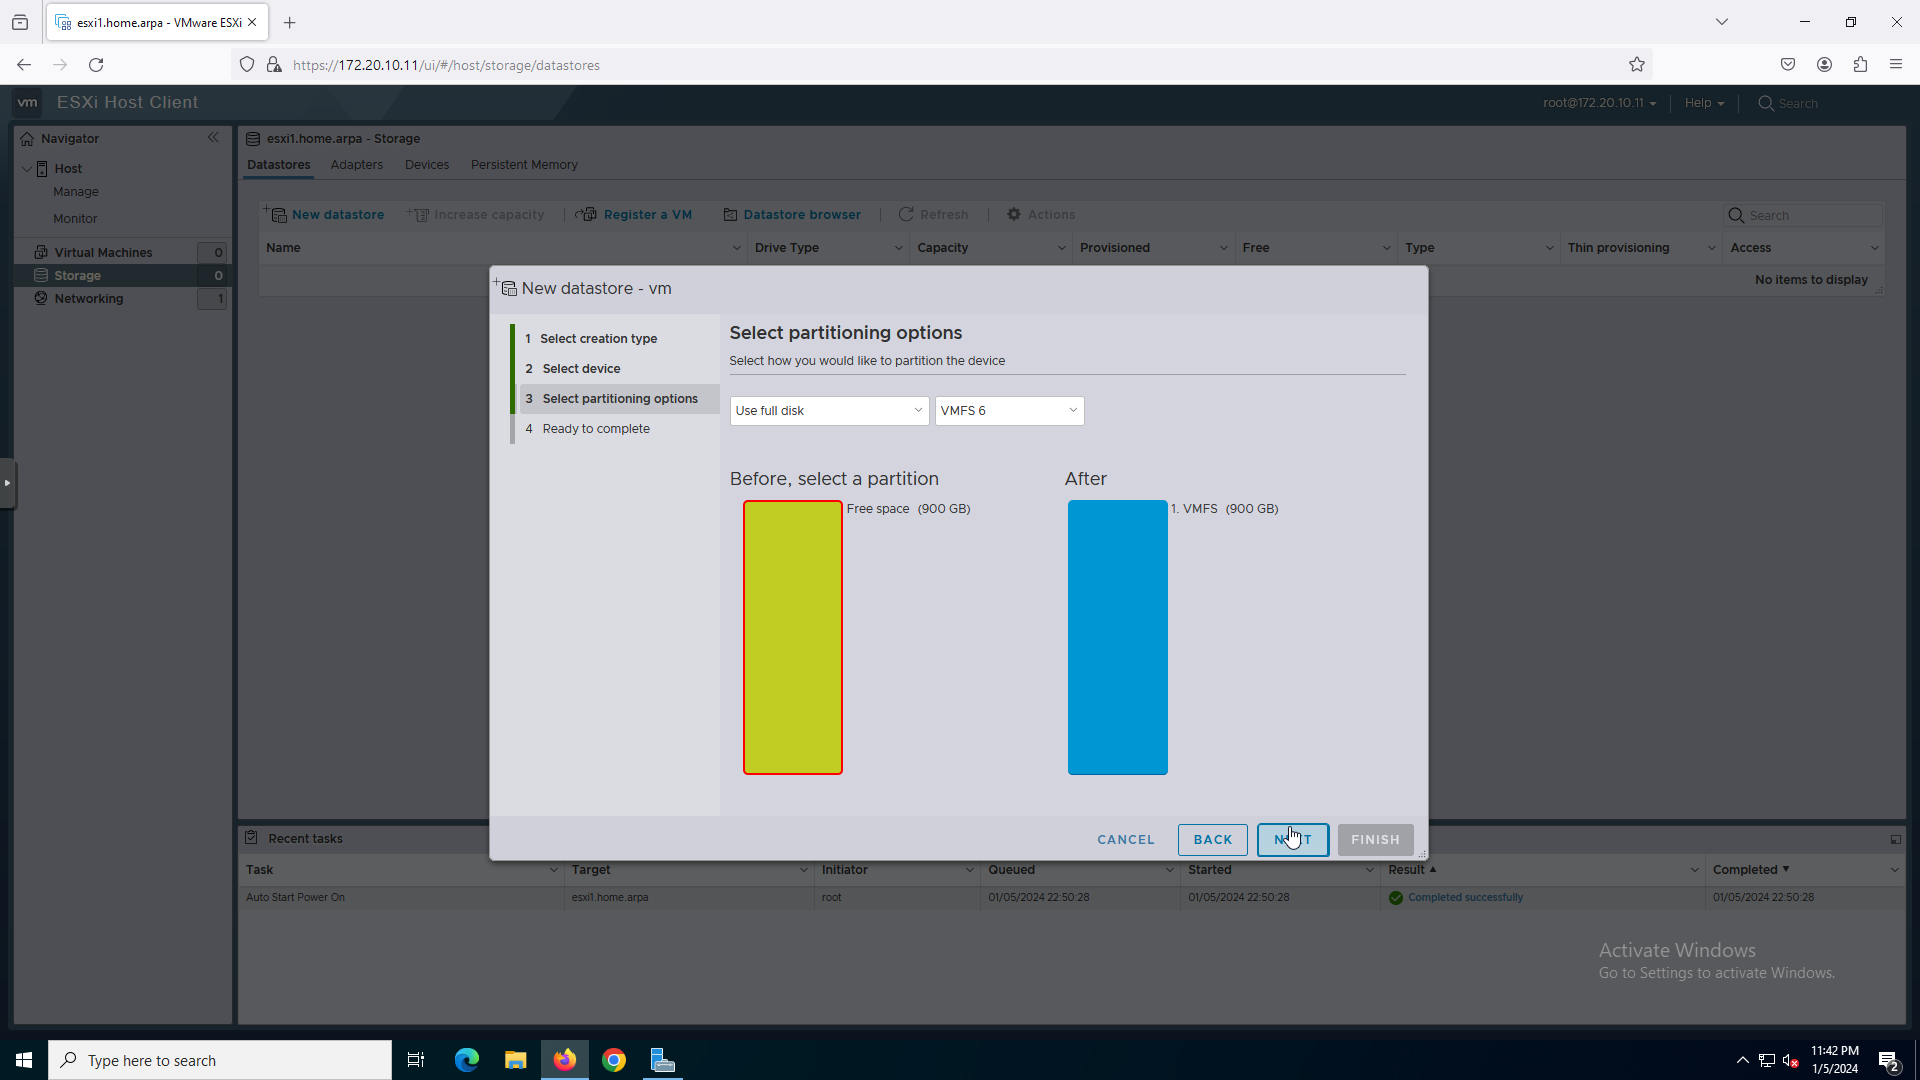 esxi1.home.arpa - VMware ESXi
https://172.20.10.11/ui/#/host/storage/datastores
vm ESXi Host Client
root@172.20.10.11
Help
Search
Navigator
Host
Manage
Monitor
Virtual Machines 0
Storage 0
Networking 1
esxi1.home.arpa - Storage
Datastores Adapters Devices Persistent Memory
New datastore Increase capacity Register a VM Datastore browser Refresh Actions
Search
Name Drive Type Capacity Provisioned Free Type Thin provisioning Access
No items to display
New datastore - vm
1 Select creation type
2 Select device
3 Select partitioning options
4 Ready to complete
Select partitioning options
Select how you would like to partition the device
Use full disk VMFS 6
Before, select a partition
Free space (900 GB)
After
1. VMFS (900 GB)
CANCEL BACK FINISH
Recent tasks
Task Target Initiator Queued Started Result Completed
Auto Start Power On esxi1.home.arpa root 01/05/2024 22:50:28 01/05/2024 22:50:28 Completed successfully 01/05/2024 22:50:28
Activate Windows
Go to Settings to activate Windows.
Type here to search
11:42 PM
1/5/2024
2